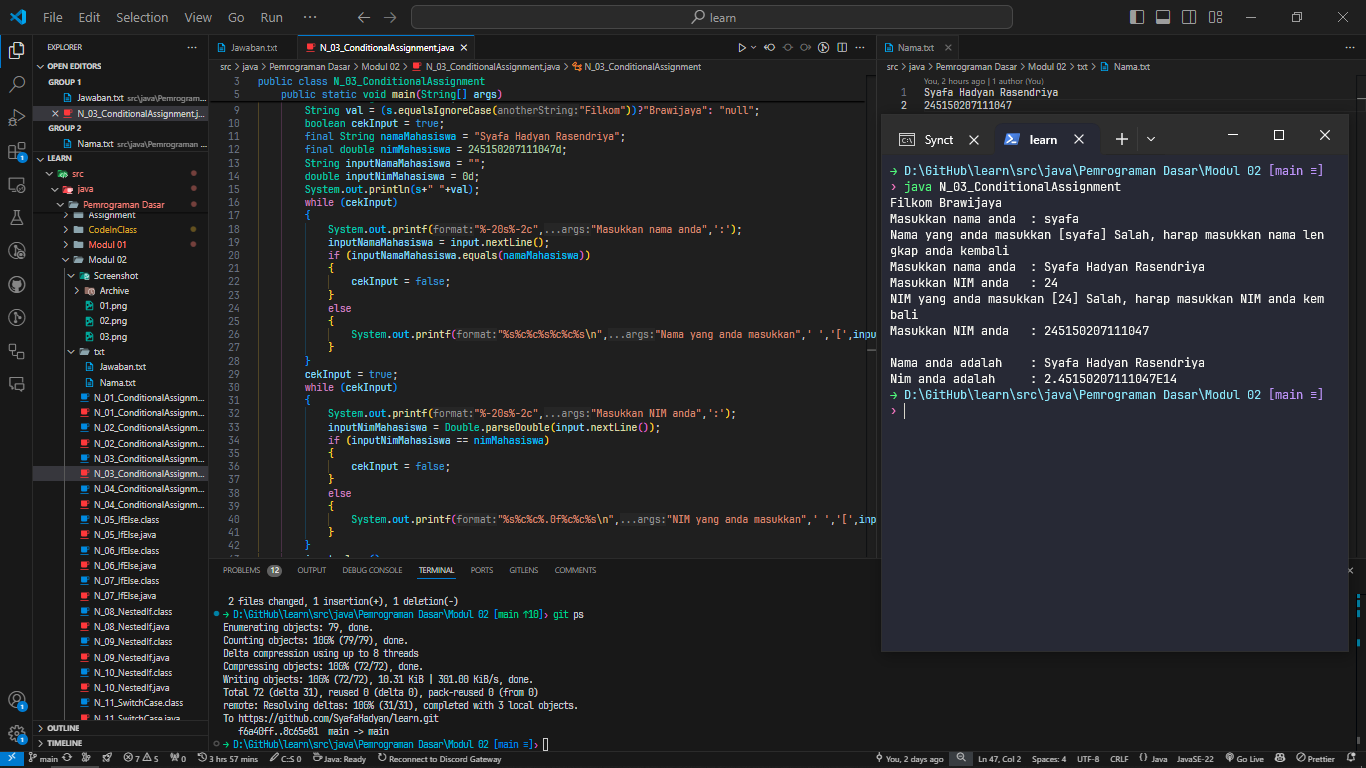 File Edit Selection View Go Run ··· learn
EXPLORER ···
OPEN EDITORS
GROUP 1
Jawaban.txt src\java\Pemrogram...
N_03_ConditionalAssignment.j...
GROUP 2
Nama.txt src\java\Pemrograman ...
LEARN
src
java
Pemrograman Dasar
Assignment
CodeInClass
Modul 01
Modul 02
Screenshot
Archive
01.png
02.png
03.png
txt
Jawaban.txt
Nama.txt
N_01_ConditionalAssignm...
N_01_ConditionalAssignm...
N_02_ConditionalAssignm...
N_02_ConditionalAssignm...
N_03_ConditionalAssignm...
N_03_ConditionalAssignm...
N_04_ConditionalAssignm...
N_04_ConditionalAssignm...
N_05_IfElse.class
N_05_IfElse.java
N_06_IfElse.class
N_06_IfElse.java
N_07_IfElse.class
N_07_IfElse.java
N_08_NestedIf.class
N_08_NestedIf.java
N_09_NestedIf.class
N_09_NestedIf.java
N_10_NestedIf.class
N_10_NestedIf.java
N_11_SwitchCase.class
N_11_SwitchCase.java
OUTLINE
TIMELINE
Jawaban.txt N_03_ConditionalAssignment.java
src > java > Pemrograman Dasar > Modul 02 > N_03_ConditionalAssignment.java > N_03_ConditionalAssignment
3 public class N_03_ConditionalAssignment
5 public static void main(String[] args)
9 String val = (s.equalsIgnoreCase(anotherString:"Filkom"))?"Brawijaya": "null";
10 boolean cekInput = true;
11 final String namaMahasiswa = "Syafa Hadyan Rasendriya";
12 final double nimMahasiswa = 245150207111047d;
13 String inputNamaMahasiswa = "";
14 double inputNimMahasiswa = 0d;
15 System.out.println(s+" "+val);
16 while (cekInput)
17 {
18 System.out.printf(format:"%-20s%-2c",...args:"Masukkan nama anda",':');
19 inputNamaMahasiswa = input.nextLine();
20 if (inputNamaMahasiswa.equals(namaMahasiswa))
21 {
22 cekInput = false;
23 }
24 else
25 {
26 System.out.printf(format:"%s%c%c%s%c%c%s\n",...args:"Nama yang anda masukkan",' ','[',inpu
27 }
28 }
29 cekInput = true;
30 while (cekInput)
31 {
32 System.out.printf(format:"%-20s%-2c",...args:"Masukkan NIM anda",':');
33 inputNimMahasiswa = Double.parseDouble(input.nextLine());
34 if (inputNimMahasiswa == nimMahasiswa)
35 {
36 cekInput = false;
37 }
38 else
39 {
40 System.out.printf(format:"%s%c%c%.0f%c%c%s\n",...args:"NIM yang anda masukkan",' ','[',inp
41 }
42 }
Nama.txt ···
src > java > Pemrograman Dasar > Modul 02 > txt > Nama.txt
You, 2 hours ago | 1 author (You)
1 Syafa Hadyan Rasendriya
2 245150207111047
Synct learn
→ D:\GitHub\learn\src\java\Pemrograman Dasar\Modul 02 [main ≡]
› java N_03_ConditionalAssignment
Filkom Brawijaya
Masukkan nama anda : syafa
Nama yang anda masukkan [syafa] Salah, harap masukkan nama len
gkap anda kembali
Masukkan nama anda : Syafa Hadyan Rasendriya
Masukkan NIM anda : 24
NIM yang anda masukkan [24] Salah, harap masukkan NIM anda kem
bali
Masukkan NIM anda : 245150207111047
Nama anda adalah : Syafa Hadyan Rasendriya
Nim anda adalah : 2.45150207111047E14
→ D:\GitHub\learn\src\java\Pemrograman Dasar\Modul 02 [main ≡]
›
PROBLEMS 12 OUTPUT DEBUG CONSOLE TERMINAL PORTS GITLENS COMMENTS
2 files changed, 1 insertion(+), 1 deletion(-)
→ D:\GitHub\learn\src\java\Pemrograman Dasar\Modul 02 [main ↑10]› git ps
Enumerating objects: 79, done.
Counting objects: 100% (79/79), done.
Delta compression using up to 8 threads
Compressing objects: 100% (72/72), done.
Writing objects: 100% (72/72), 10.31 KiB | 301.00 KiB/s, done.
Total 72 (delta 31), reused 0 (delta 0), pack-reused 0 (from 0)
remote: Resolving deltas: 100% (31/31), completed with 3 local objects.
To https://github.com/SyafaHadyan/learn.git
f6a40ff..8c65e81 main -> main
→ D:\GitHub\learn\src\java\Pemrograman Dasar\Modul 02 [main ≡]›
main 7 5 0 3 hrs 57 mins C::S 0 Java: Ready Reconnect to Discord Gateway You, 2 days ago Ln 47, Col 2 Spaces: 4 UTF-8 CRLF { } Java JavaSE-22 Go Live Prettier